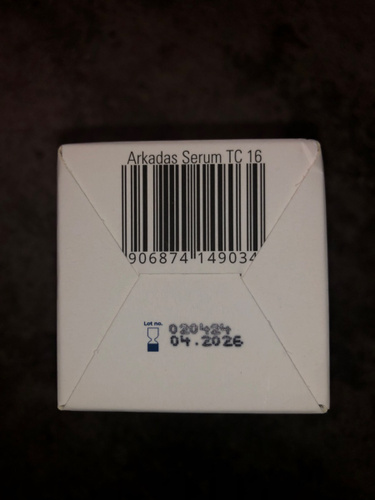 Arkadas Serum TC 16
906874 149034
Lot no.
020424
04.2026